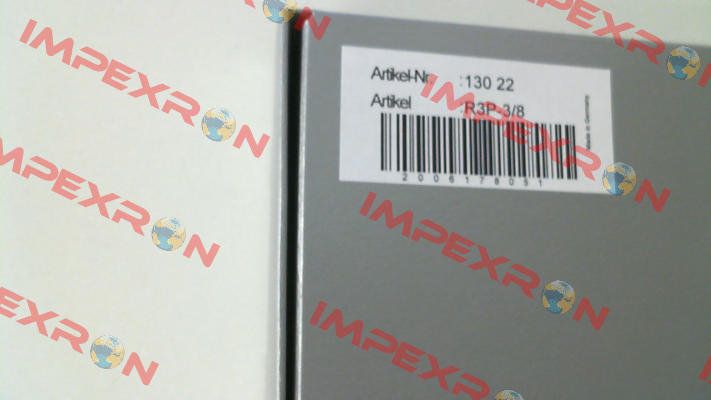 Artikel-Nr. :130 22
Artikel :R3P-3/8
2006178051
Made in Germany
IMPEXRON
IMPEXRON
IMPEXRON
IMPEXRON
IMPEXRON
IMPEXRON
IMPEXRON
IMPEXRON